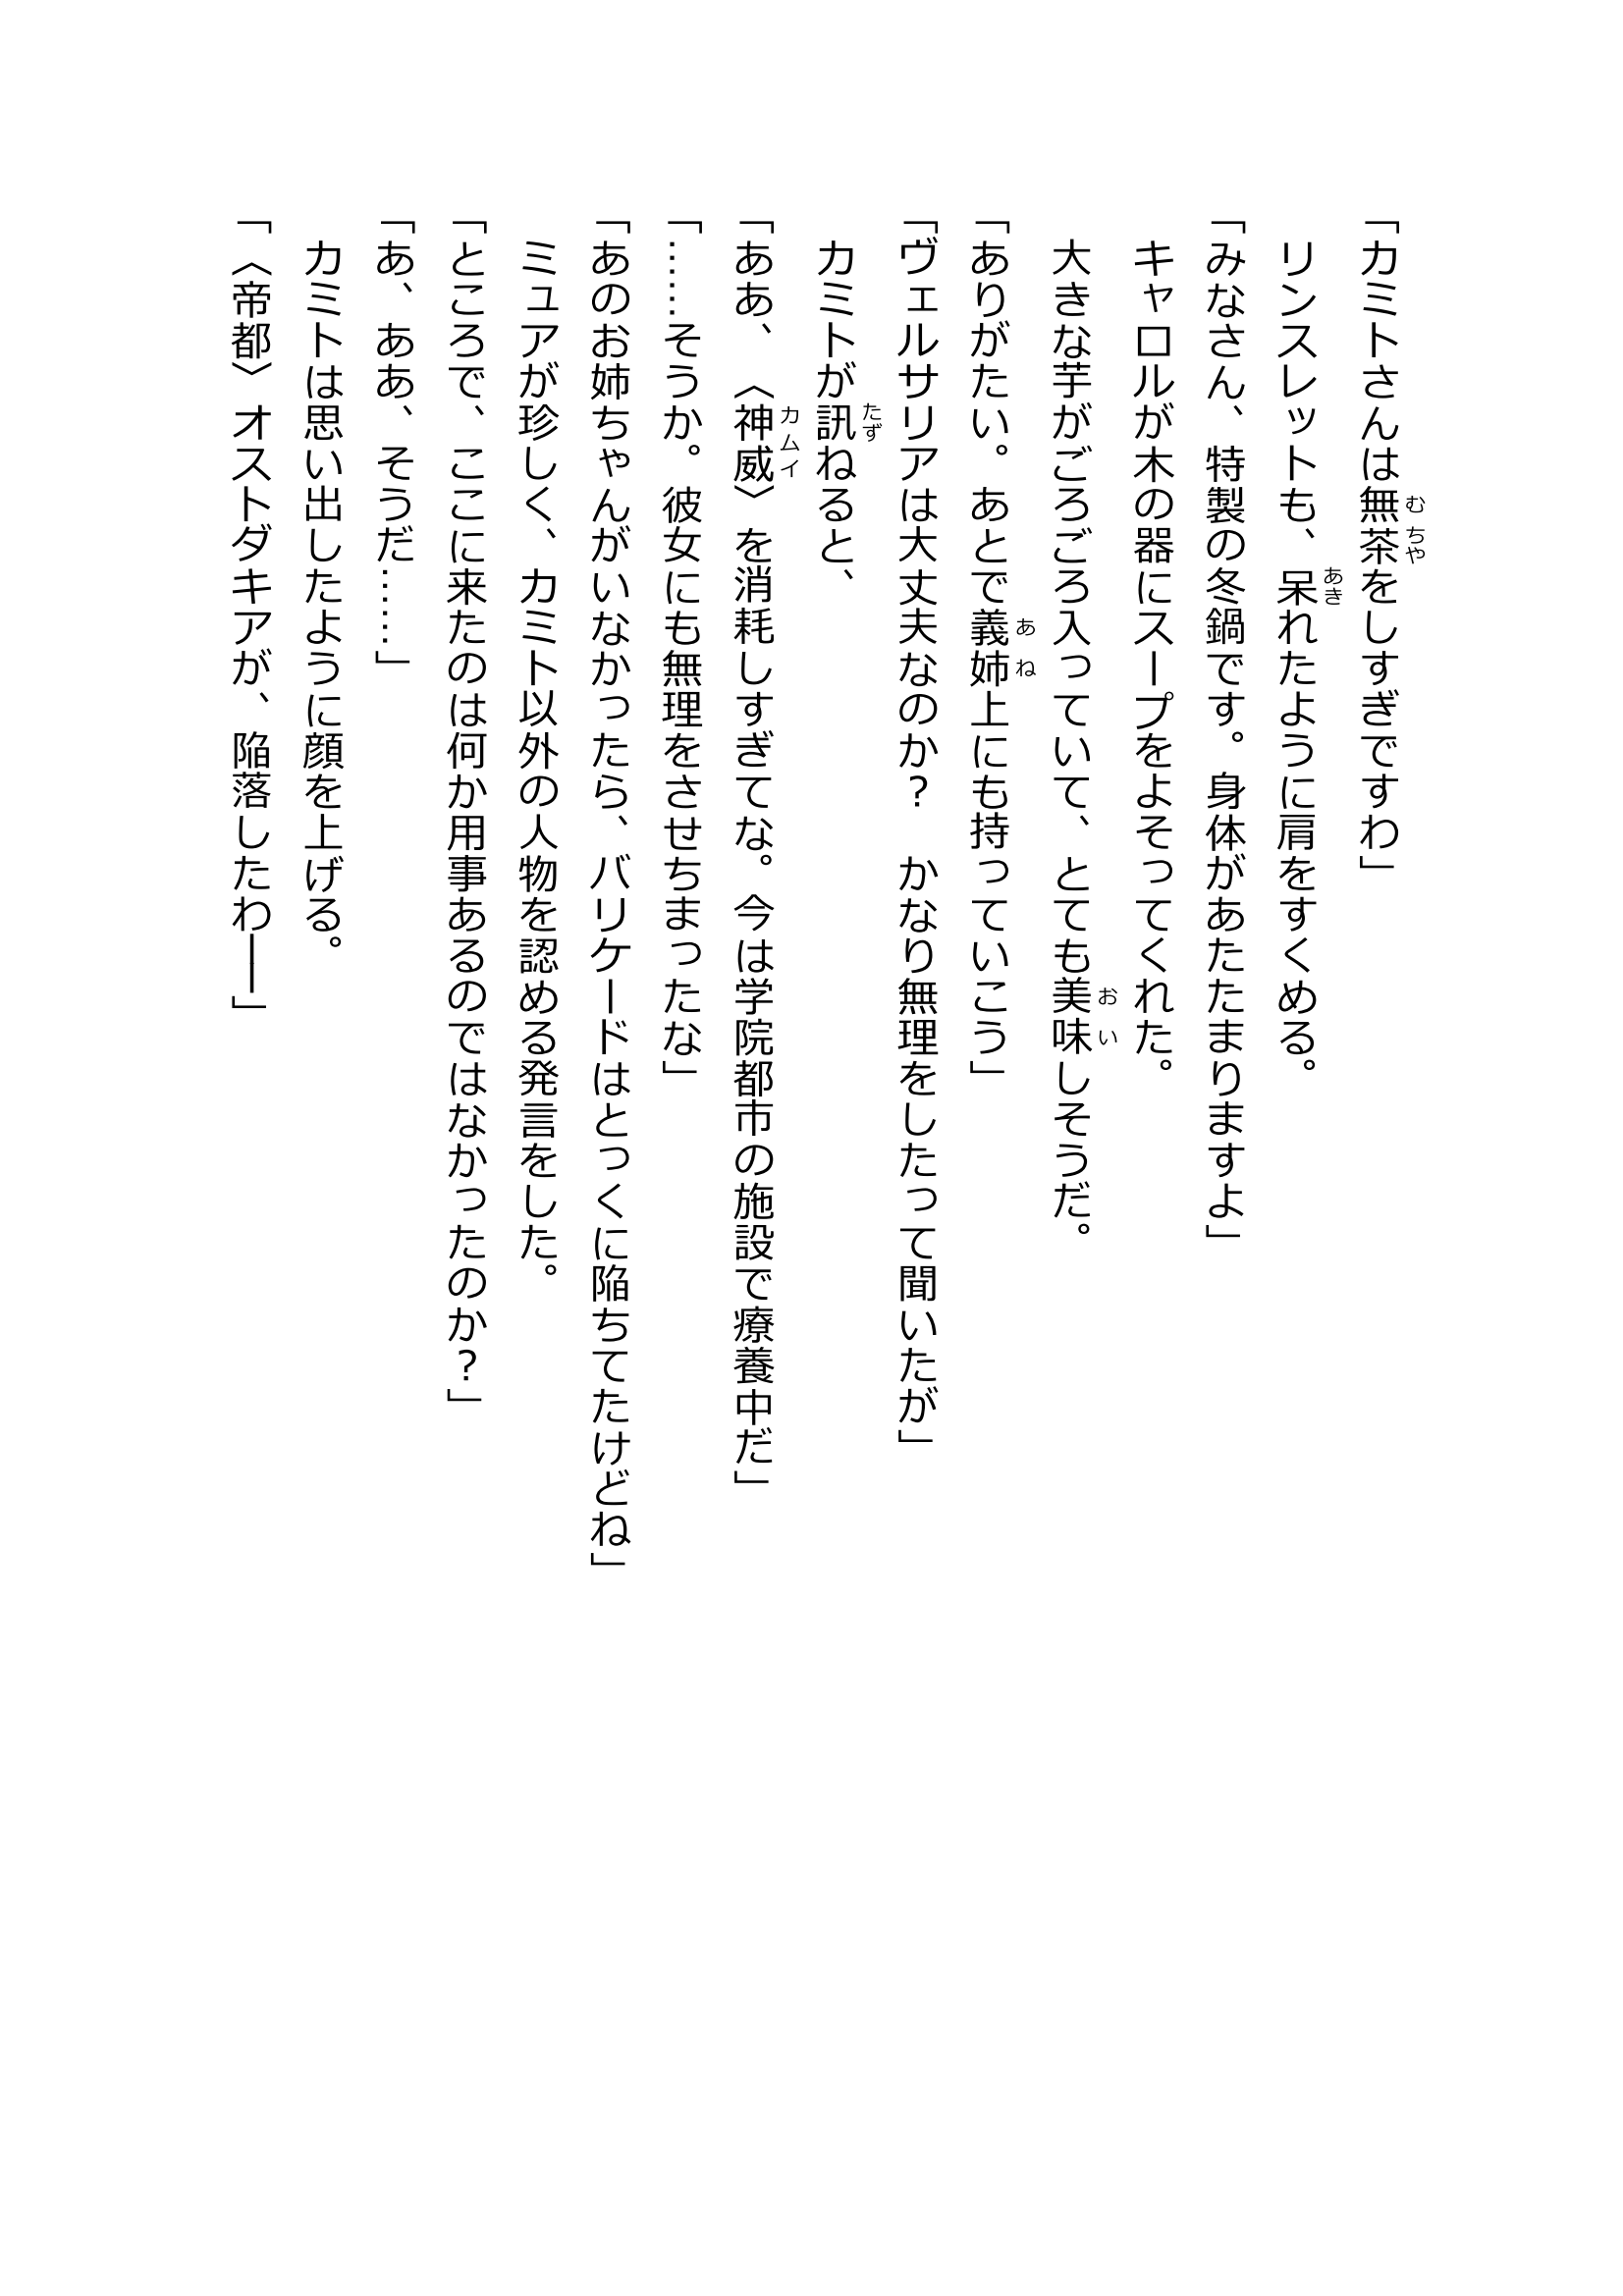 「カミトさんは無茶をしすぎですわ」
リンスレットも、呆れたように肩をすくめる。
「みなさん、特製の冬鍋です。身体があたたまりますよ」
キャロルが木の器にスープをよそってくれた。
大きな芋がごろごろ入っていて、とても美味しそうだ。
「ありがたい。あとで義姉上にも持っていこう」
「ヴェルサリアは大丈夫なのか？　かなり無理をしたって聞いたが」
カミトが訊ねると、
「ああ、〈神威〉を消耗しすぎてな。今は学院都市の施設で療養中だ」
「……そうか。彼女にも無理をさせちまったな」
「あのお姉ちゃんがいなかったら、バリケードはとっくに陥ちてたけどね」
ミュアが珍しく、カミト以外の人物を認める発言をした。
「ところで、ここに来たのは何か用事あるのではなかったのか？」
「あ、ああ、そうだ……」
カミトは思い出したように顔を上げる。
「〈帝都〉オストダキアが、陥落したわ――」